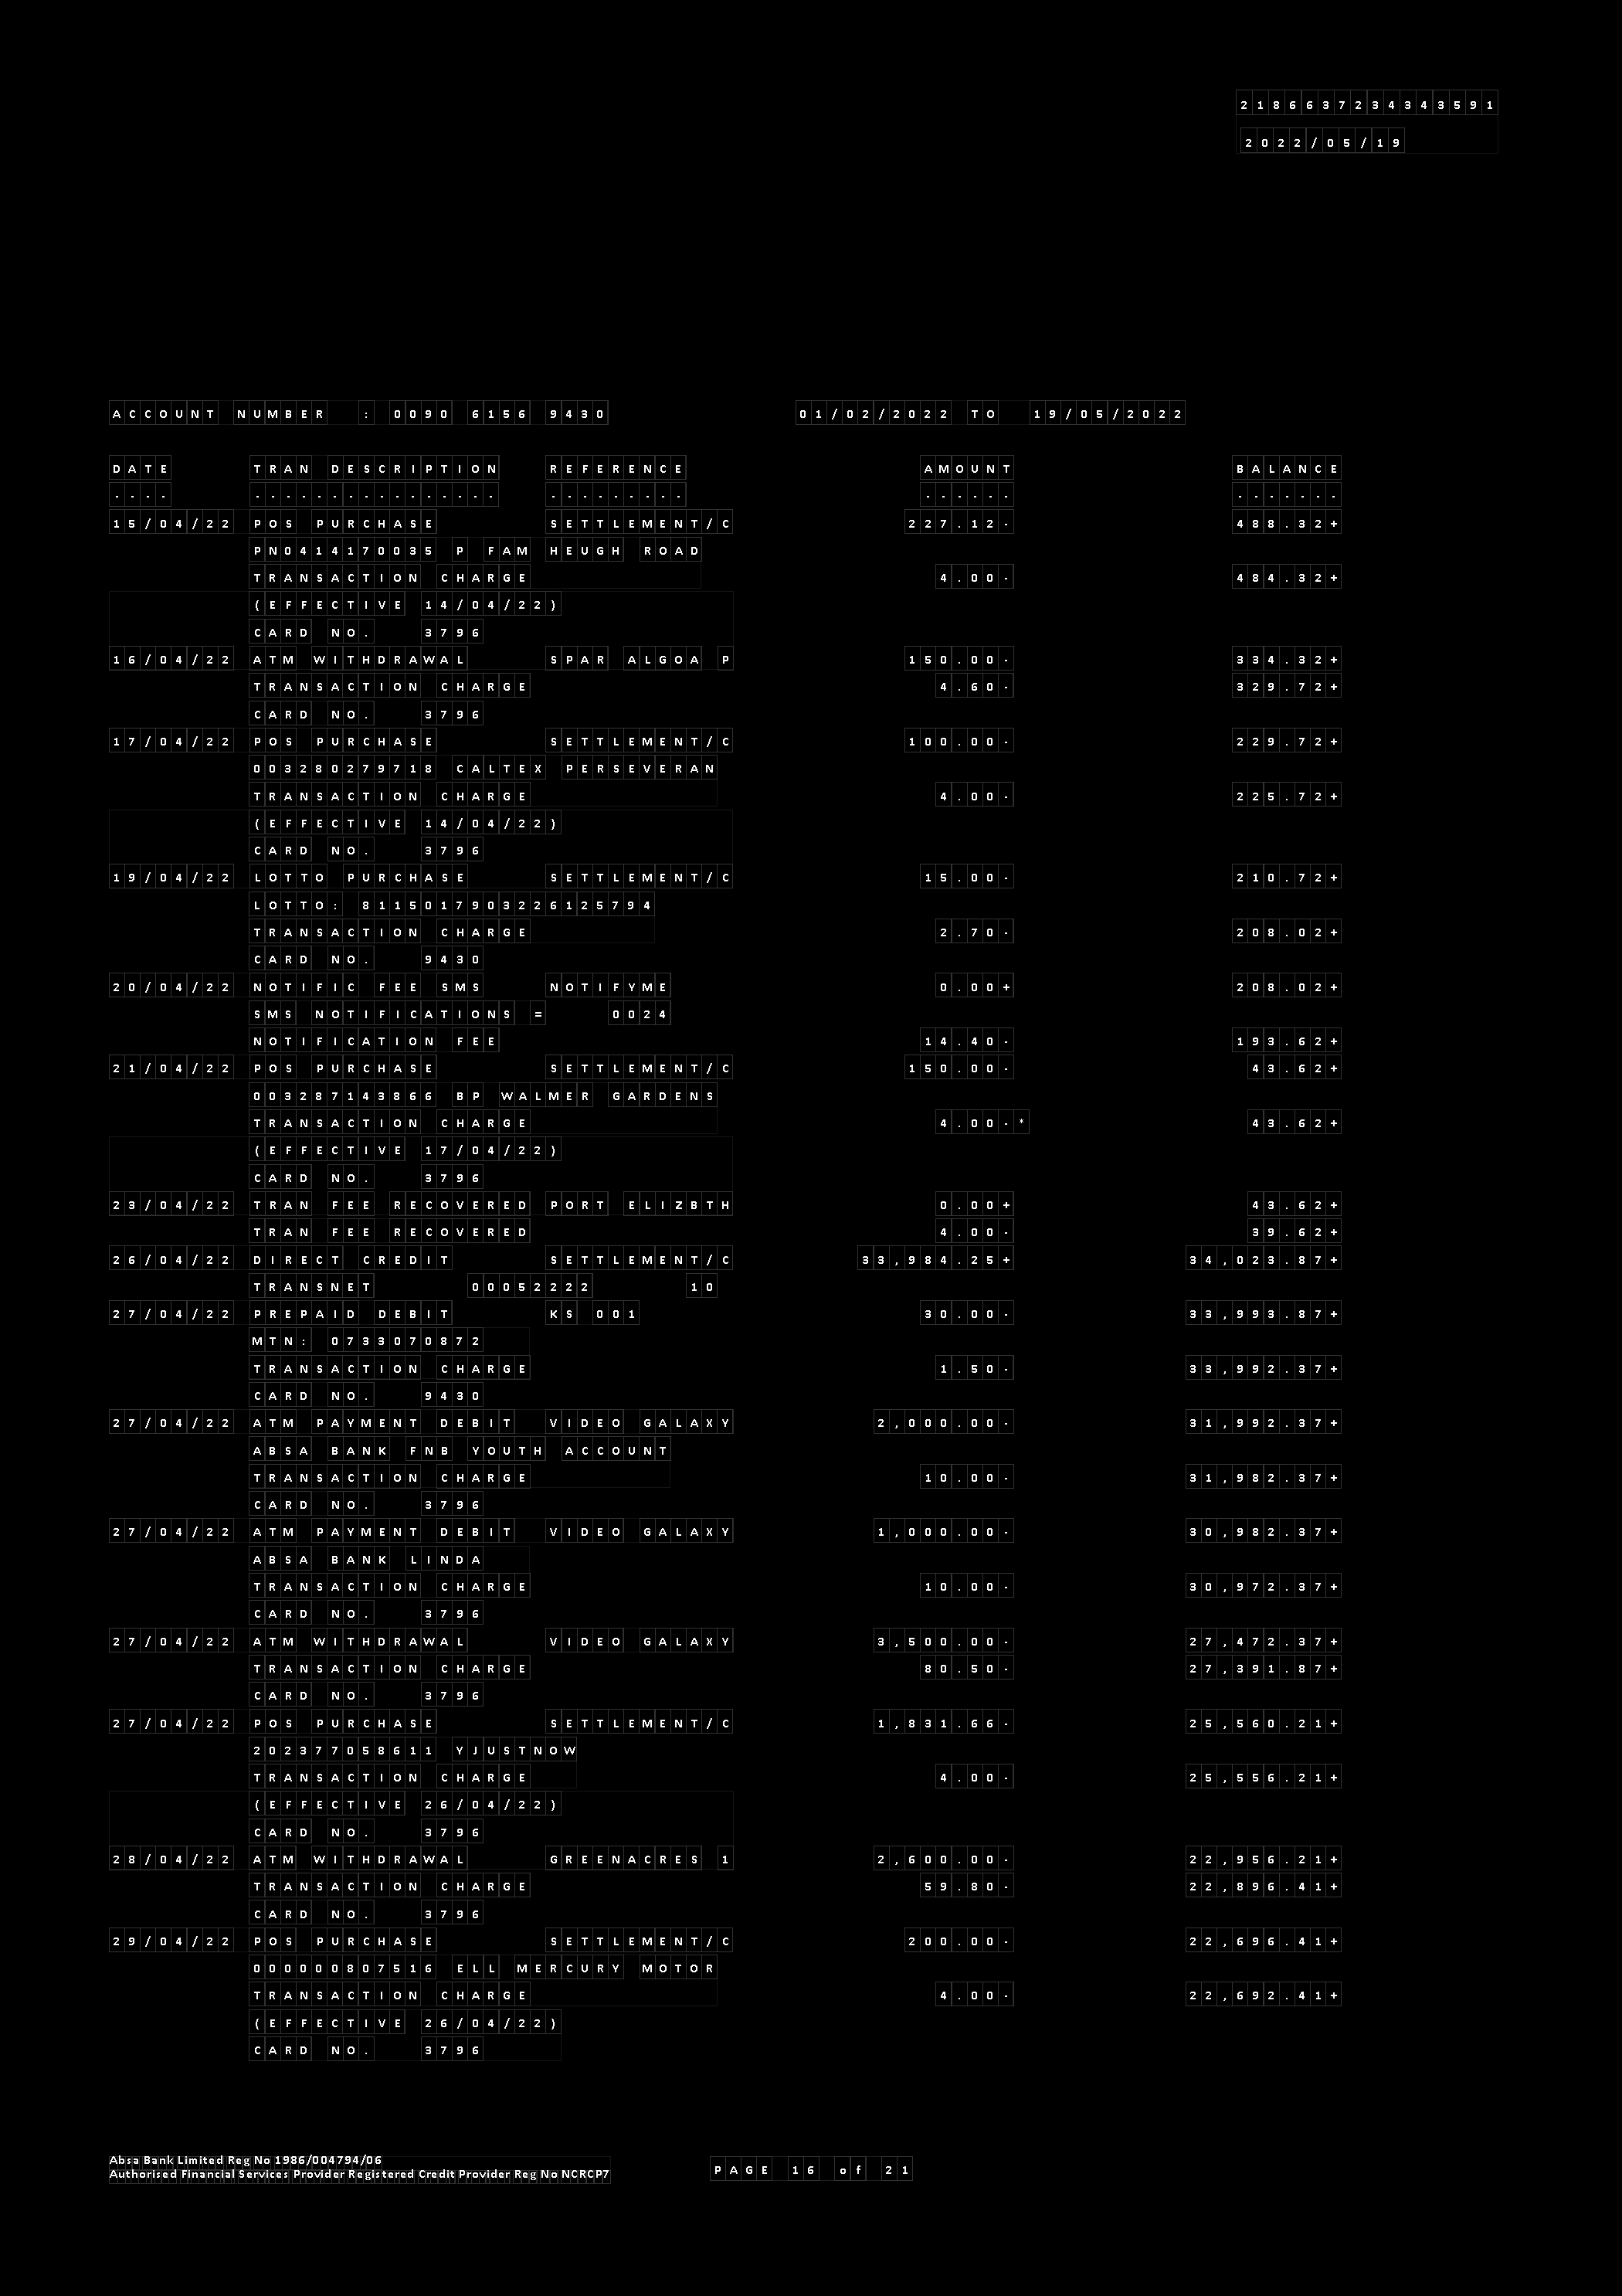 2186637234343591
2022/05/19
ACCOUNT NUMBER : 0090 6156 9430 01/02/2022 TO 19/05/2022
DATE TRAN DESCRIPTION REFERENCE AMOUNT BALANCE
---- ---------------- --------- ------ -------
15/04/22 POS PURCHASE SETTLEMENT/C 227.12- 488.32+
PN0414170035 P FAM HEUGH ROAD
TRANSACTION CHARGE 4.00- 484.32+
(EFFECTIVE 14/04/22)
CARD NO. 3796
16/04/22 ATM WITHDRAWAL SPAR ALGOA P 150.00- 334.32+
TRANSACTION CHARGE 4.60- 329.72+
CARD NO. 3796
17/04/22 POS PURCHASE SETTLEMENT/C 100.00- 229.72+
003280279718 CALTEX PERSEVERAN
TRANSACTION CHARGE 4.00- 225.72+
(EFFECTIVE 14/04/22)
CARD NO. 3796
19/04/22 LOTTO PURCHASE SETTLEMENT/C 15.00- 210.72+
LOTTO: 8115017903226125794
TRANSACTION CHARGE 2.70- 208.02+
CARD NO. 9430
20/04/22 NOTIFIC FEE SMS NOTIFYME 0.00+ 208.02+
SMS NOTIFICATIONS = 0024
NOTIFICATION FEE 14.40- 193.62+
21/04/22 POS PURCHASE SETTLEMENT/C 150.00- 43.62+
003287143866 BP WALMER GARDENS
TRANSACTION CHARGE 4.00-* 43.62+
(EFFECTIVE 17/04/22)
CARD NO. 3796
23/04/22 TRAN FEE RECOVERED PORT ELIZBTH 0.00+ 43.62+
TRAN FEE RECOVERED 4.00- 39.62+
26/04/22 DIRECT CREDIT SETTLEMENT/C 33,984.25+ 34,023.87+
TRANSNET 00052222 10
27/04/22 PREPAID DEBIT KS 001 30.00- 33,993.87+
MTN: 0733070872
TRANSACTION CHARGE 1.50- 33,992.37+
CARD NO. 9430
27/04/22 ATM PAYMENT DEBIT VIDEO GALAXY 2,000.00- 31,992.37+
ABSA BANK FNB YOUTH ACCOUNT
TRANSACTION CHARGE 10.00- 31,982.37+
CARD NO. 3796
27/04/22 ATM PAYMENT DEBIT VIDEO GALAXY 1,000.00- 30,982.37+
ABSA BANK LINDA
TRANSACTION CHARGE 10.00- 30,972.37+
CARD NO. 3796
27/04/22 ATM WITHDRAWAL VIDEO GALAXY 3,500.00- 27,472.37+
TRANSACTION CHARGE 80.50- 27,391.87+
CARD NO. 3796
27/04/22 POS PURCHASE SETTLEMENT/C 1,831.66- 25,560.21+
202377058611 YJUSTNOW
TRANSACTION CHARGE 4.00- 25,556.21+
(EFFECTIVE 26/04/22)
CARD NO. 3796
28/04/22 ATM WITHDRAWAL GREENACRES 1 2,600.00- 22,956.21+
TRANSACTION CHARGE 59.80- 22,896.41+
CARD NO. 3796
29/04/22 POS PURCHASE SETTLEMENT/C 200.00- 22,696.41+
000000807516 ELL MERCURY MOTOR
TRANSACTION CHARGE 4.00- 22,692.41+
(EFFECTIVE 26/04/22)
CARD NO. 3796
Absa Bank Limited Reg No 1986/004794/06
Authorised Financial Services Provider Registered Credit Provider Reg No NCRCP7
PAGE 16 of 21